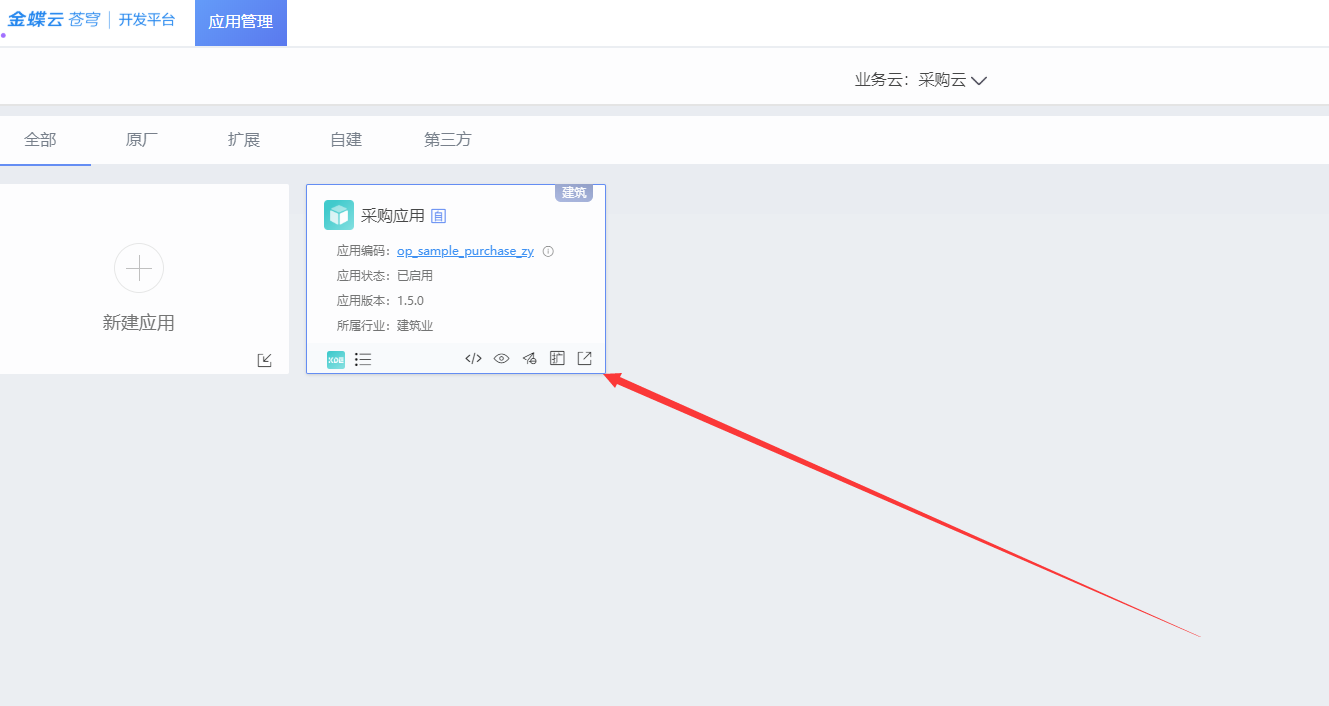 金蝶云 苍穹 | 开发平台
应用管理
业务云：采购云
全部
原厂
扩展
自建
第三方
新建应用
建筑
采购应用 自
应用编码：op_sample_purchase_zy
应用状态：已启用
应用版本：1.5.0
所属行业：建筑业
扩